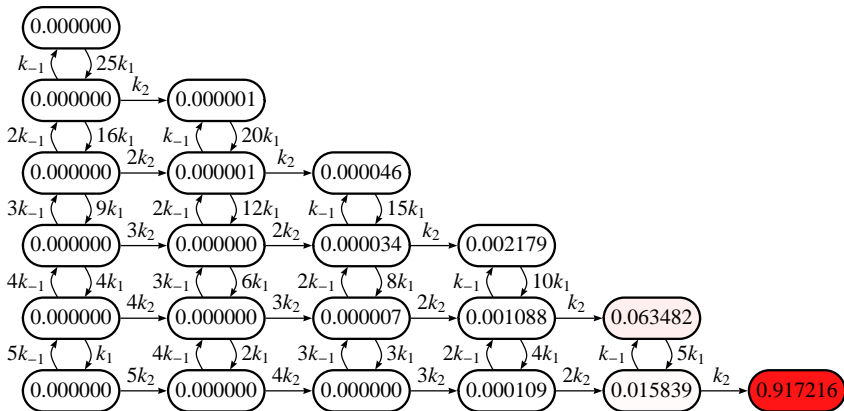 0.000000
k₋₁ 25k₁
k₂
0.000000 0.000001
2k₋₁ 16k₁ k₋₁ 20k₁
2k₂ k₂
0.000000 0.000001 0.000046
3k₋₁ 9k₁ 2k₋₁ 12k₁ k₋₁ 15k₁
3k₂ 2k₂ k₂
0.000000 0.000000 0.000034 0.002179
4k₋₁ 4k₁ 3k₋₁ 6k₁ 2k₋₁ 8k₁ k₋₁ 10k₁
4k₂ 3k₂ 2k₂ k₂
0.000000 0.000000 0.000007 0.001088 0.063482
5k₋₁ k₁ 4k₋₁ 2k₁ 3k₋₁ 3k₁ 2k₋₁ 4k₁ k₋₁ 5k₁
5k₂ 4k₂ 3k₂ 2k₂ k₂
0.000000 0.000000 0.000000 0.000109 0.015839 0.917216